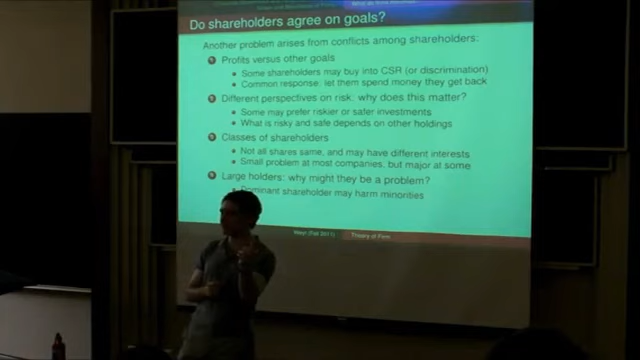 Do shareholders agree on goals?
Another problem arises from conflicts among shareholders:
Profits versus other goals
Some shareholders may buy into CSR (or discrimination)
Common response: let them spend money they get back
Different perspectives on risk: why does this matter?
Some may prefer riskier or safer investments
What is risky and safe depends on other holdings
Classes of shareholders
Not all shares same, and may have different interests
Small problem at most companies, but major at some
Large holders: why might they be a problem?
Dominant shareholder may harm minorities
(Fall 2011) Theory of Firm